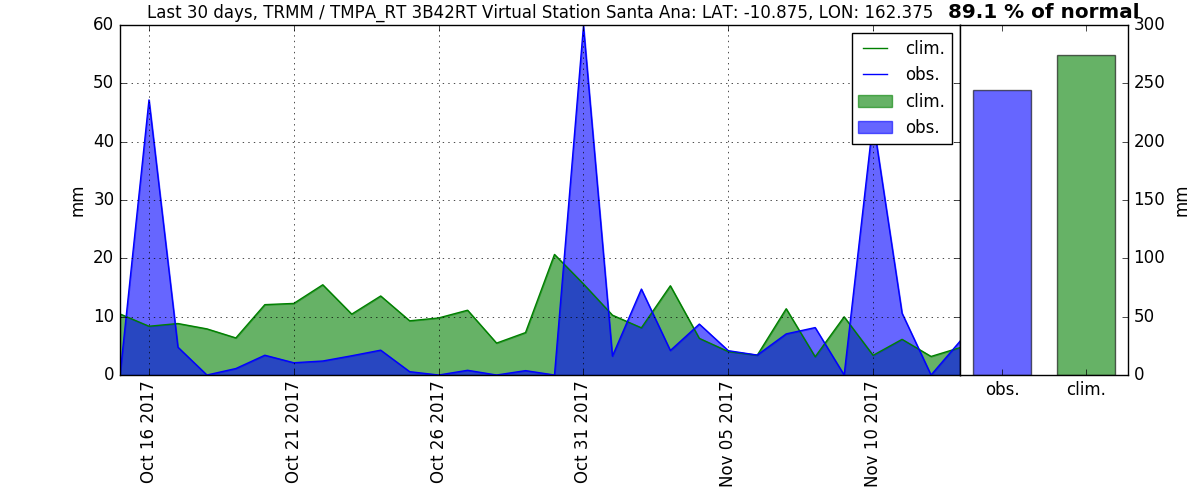 Last 30 days, TRMM / TMPA_RT 3B42RT Virtual Station Santa Ana: LAT: -10.875, LON: 162.375 89.1 % of normal
60
50
40
30
20
10
0
mm
clim.
obs.
clim.
obs.
300
250
200
150
100
50
0
mm
obs. clim.
Oct 16 2017
Oct 21 2017
Oct 26 2017
Oct 31 2017
Nov 05 2017
Nov 10 2017